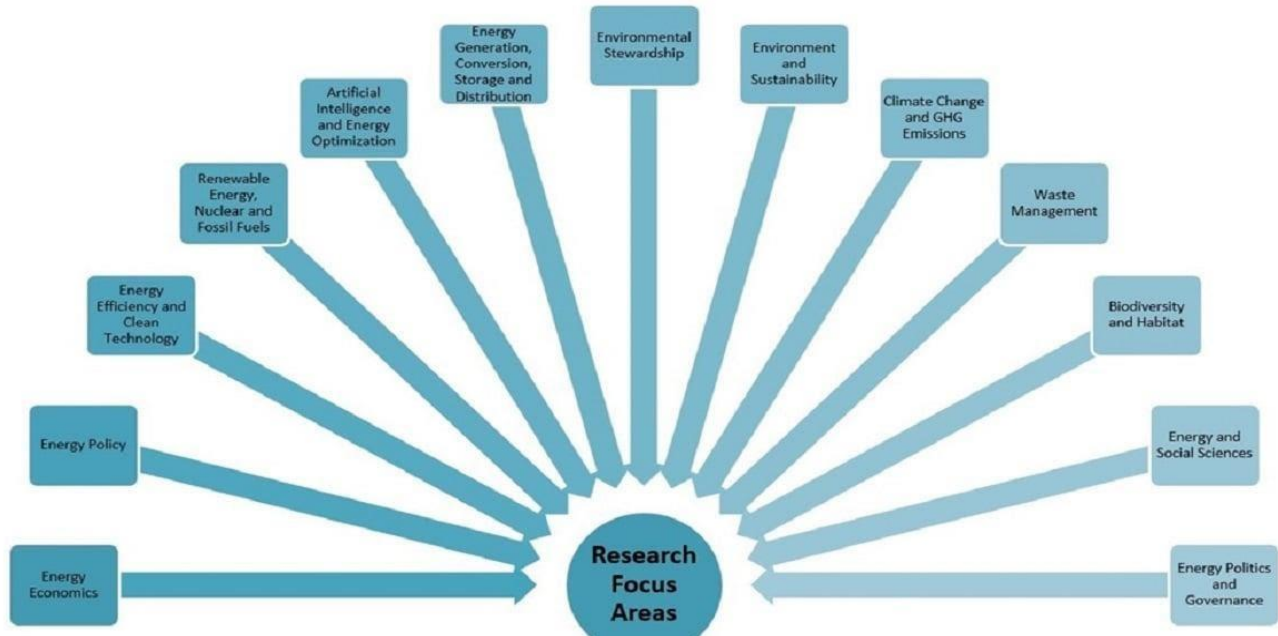 Energy
Generation,
Conversion,
Storage and
Distribution
Environmental
Stewardship
Environment
and
Sustainability
Artificial
Intelligence
and Energy
Optimization
Climate Change
and GHG
Emissions
Renewable
Energy,
Nuclear and
Fossil Fuels
Waste
Management
Energy
Efficiency and
Clean
Technology
Biodiversity
and Habitat
Energy Policy
Energy and
Social Sciences
Energy
Economics
Research
Focus
Areas
Energy Politics
and
Governance